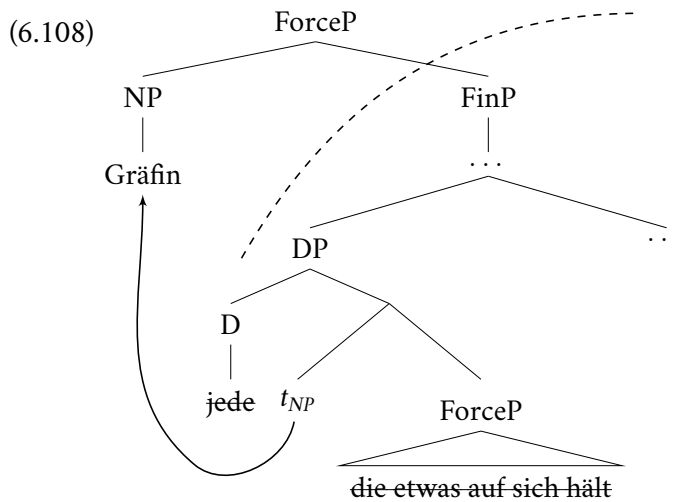 (6.108)
ForceP
NP FinP
Gräfin . . .
DP . .
D
jede t_NP ForceP
die etwas auf sich hält